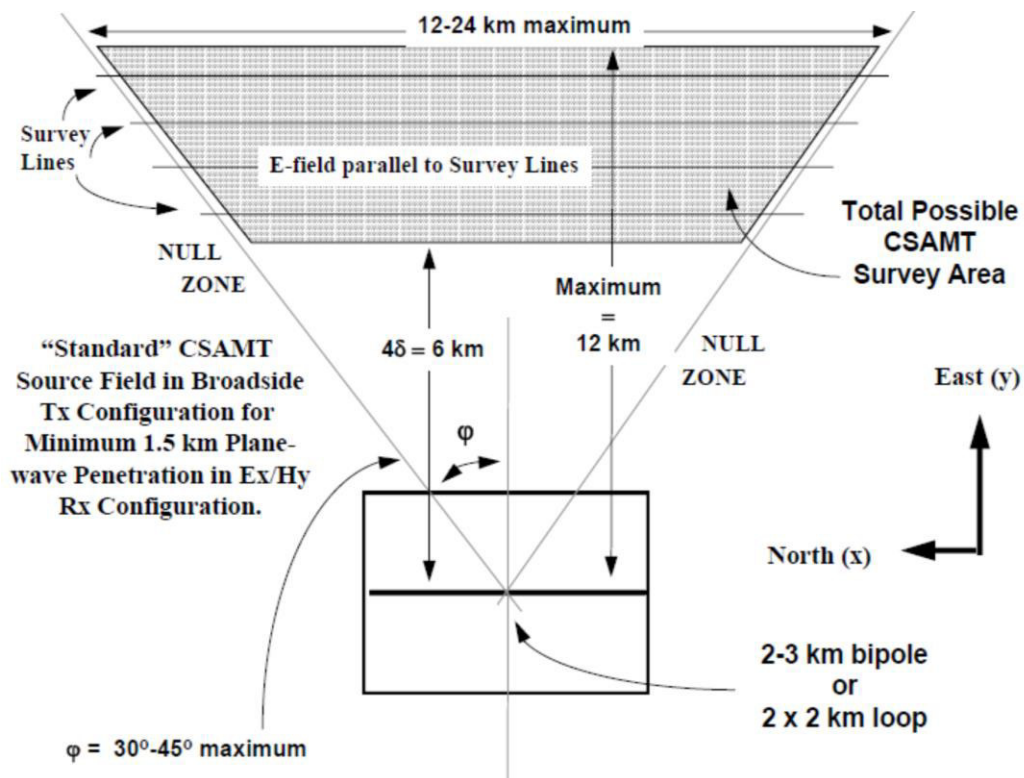 12-24 km maximum
Survey
Lines
E-field parallel to Survey Lines
Total Possible
CSAMT
Survey Area
NULL
ZONE
Maximum
=
12 km
4δ = 6 km
NULL
ZONE
“Standard” CSAMT
Source Field in Broadside
Tx Configuration for
Minimum 1.5 km Plane-
wave Penetration in Ex/Hy
Rx Configuration.
φ
East (y)
North (x)
2-3 km bipole
or
2 x 2 km loop
φ = 30º-45º maximum